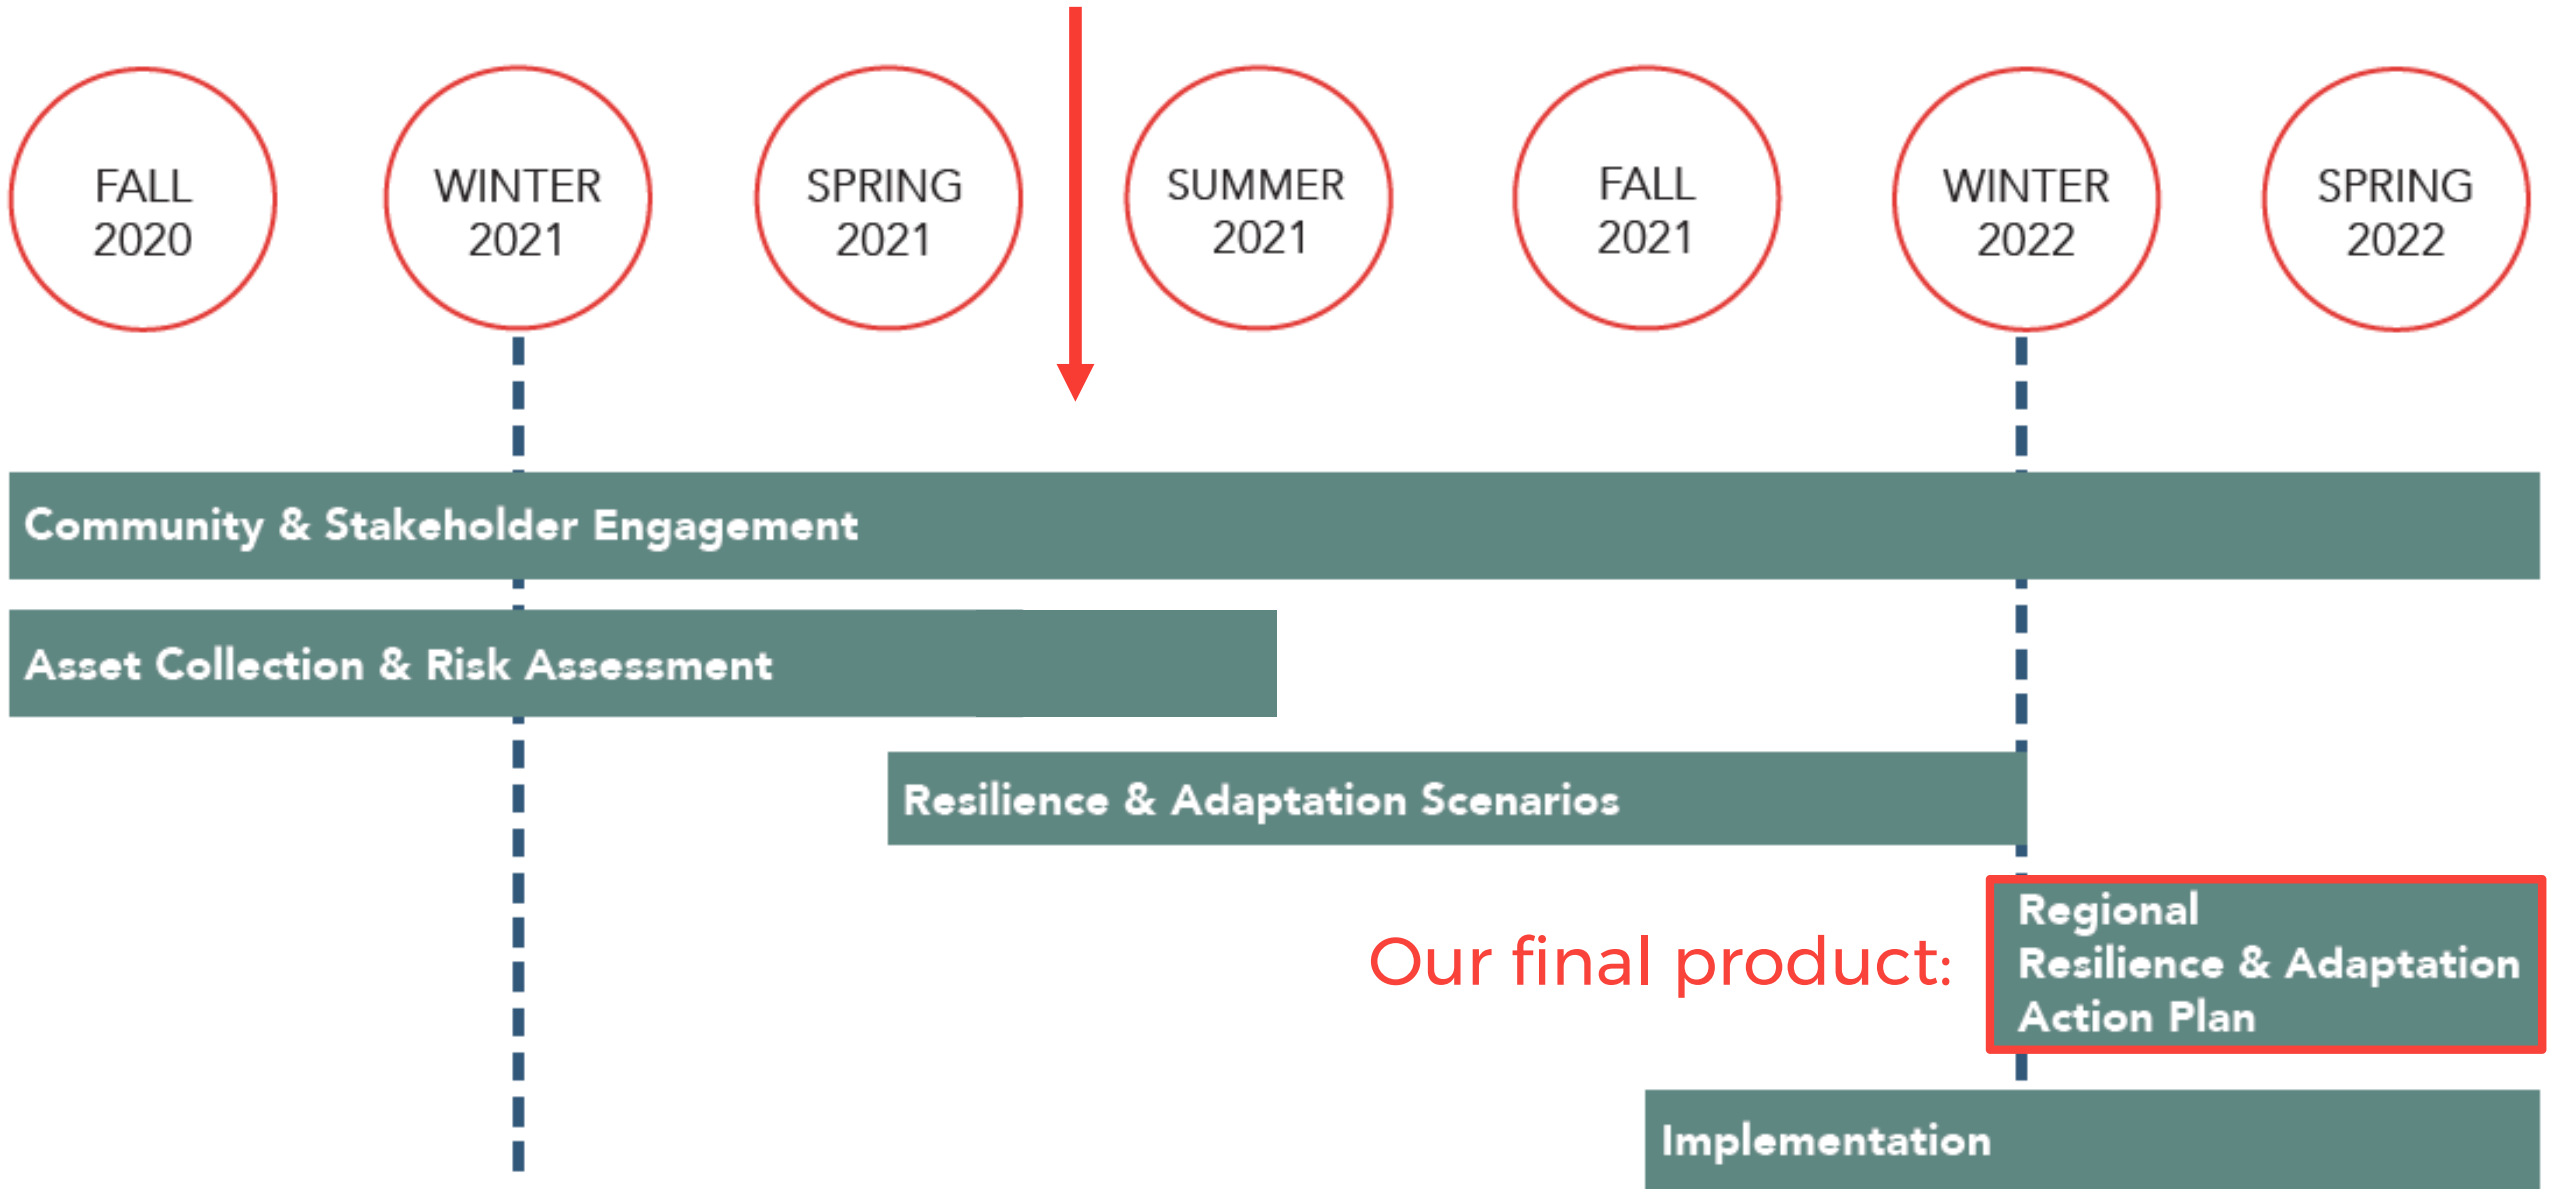 FALL
2020
WINTER
2021
SPRING
2021
SUMMER
2021
FALL
2021
WINTER
2022
SPRING
2022
Community & Stakeholder Engagement
Asset Collection & Risk Assessment
Resilience & Adaptation Scenarios
Our final product:
Regional
Resilience & Adaptation
Action Plan
Implementation